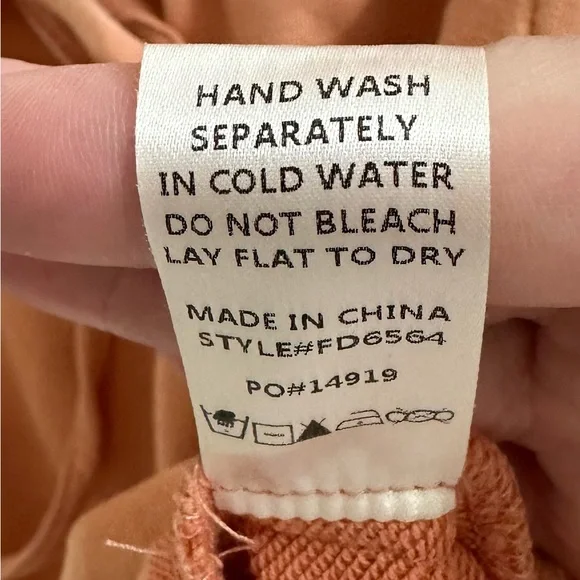 HAND WASH
SEPARATELY
IN COLD WATER
DO NOT BLEACH
LAY FLAT TO DRY
MADE IN CHINA
STYLE#FD6564
PO#14919